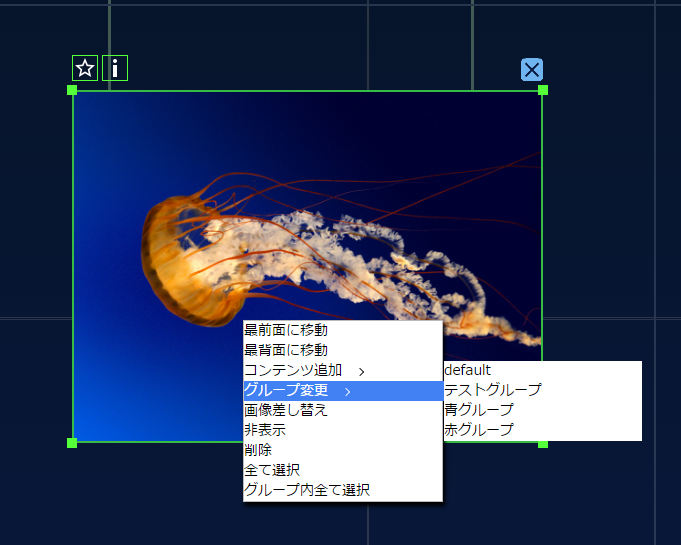 最前面に移動
最背面に移動
コンテンツ追加 >
グループ変更 >
画像差し替え
非表示
削除
全て選択
グループ内全て選択
default
テストグループ
青グループ
赤グループ